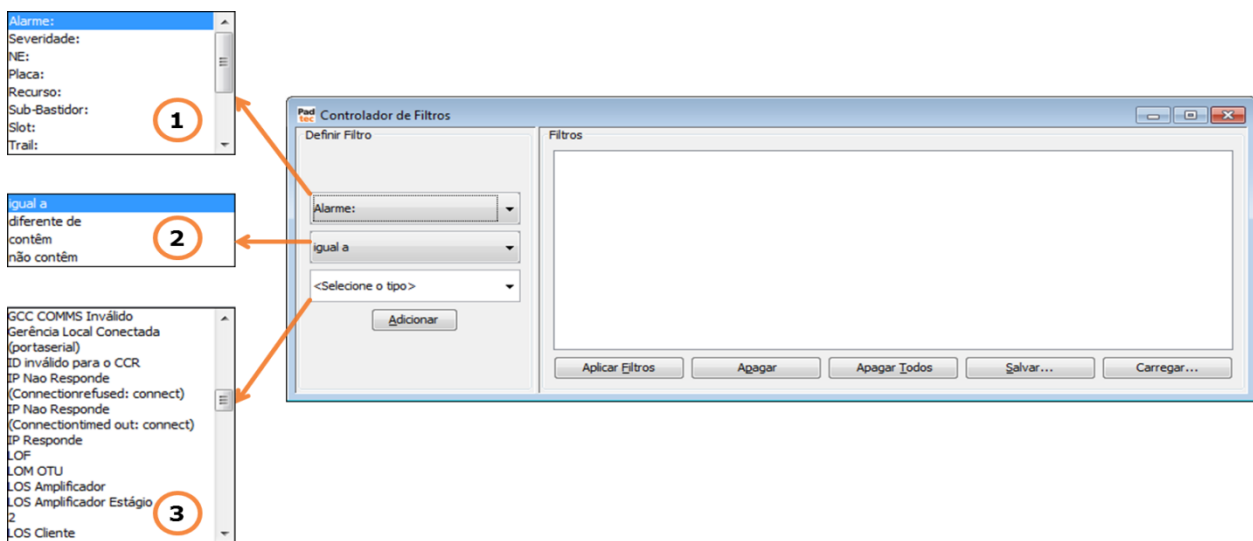 Alarme:
Severidade:
NE:
Placa:
Recurso:
Sub-Bastidor:
Slot:
Trail:
1
igual a
diferente de
contêm
não contêm
2
GCC COMMS Inválido
Gerência Local Conectada
(portaserial)
ID inválido para o CCR
IP Nao Responde
(Connectionrefused: connect)
IP Nao Responde
(Connectiontimed out: connect)
IP Responde
LOF
LOM OTU
LOS Amplificador
LOS Amplificador Estágio
2
LOS Cliente
3
Pad
tec
Controlador de Filtros
Definir Filtro
Alarme:
igual a
<Selecione o tipo>
Adicionar
Filtros
Aplicar Filtros
Apagar
Apagar Todos
Salvar...
Carregar...